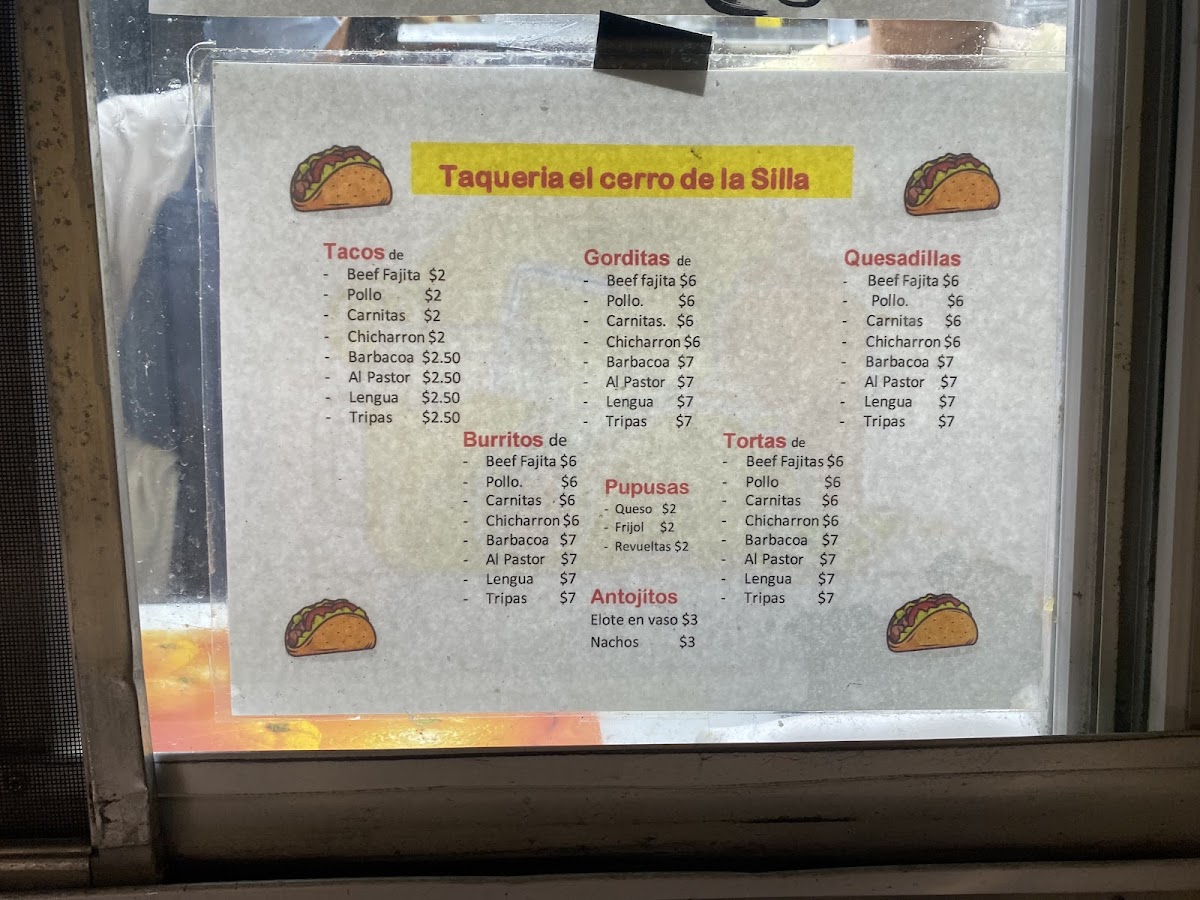 Taqueria el cerro de la Silla
Tacos de
- Beef Fajita $2
- Pollo $2
- Carnitas $2
- Chicharron $2
- Barbacoa $2.50
- Al Pastor $2.50
- Lengua $2.50
- Tripas $2.50
Gorditas de
- Beef fajita $6
- Pollo. $6
- Carnitas. $6
- Chicharron $6
- Barbacoa $7
- Al Pastor $7
- Lengua $7
- Tripas $7
Quesadillas
- Beef Fajita $6
- Pollo. $6
- Carnitas $6
- Chicharron $6
- Barbacoa $7
- Al Pastor $7
- Lengua $7
- Tripas $7
Burritos de
- Beef Fajita $6
- Pollo. $6
- Carnitas $6
- Chicharron $6
- Barbacoa $7
- Al Pastor $7
- Lengua $7
- Tripas $7
Pupusas
- Queso $2
- Frijol $2
- Revueltas $2
Antojitos
Elote en vaso $3
Nachos $3
Tortas de
- Beef Fajitas $6
- Pollo $6
- Carnitas $6
- Chicharron $6
- Barbacoa $7
- Al Pastor $7
- Lengua $7
- Tripas $7